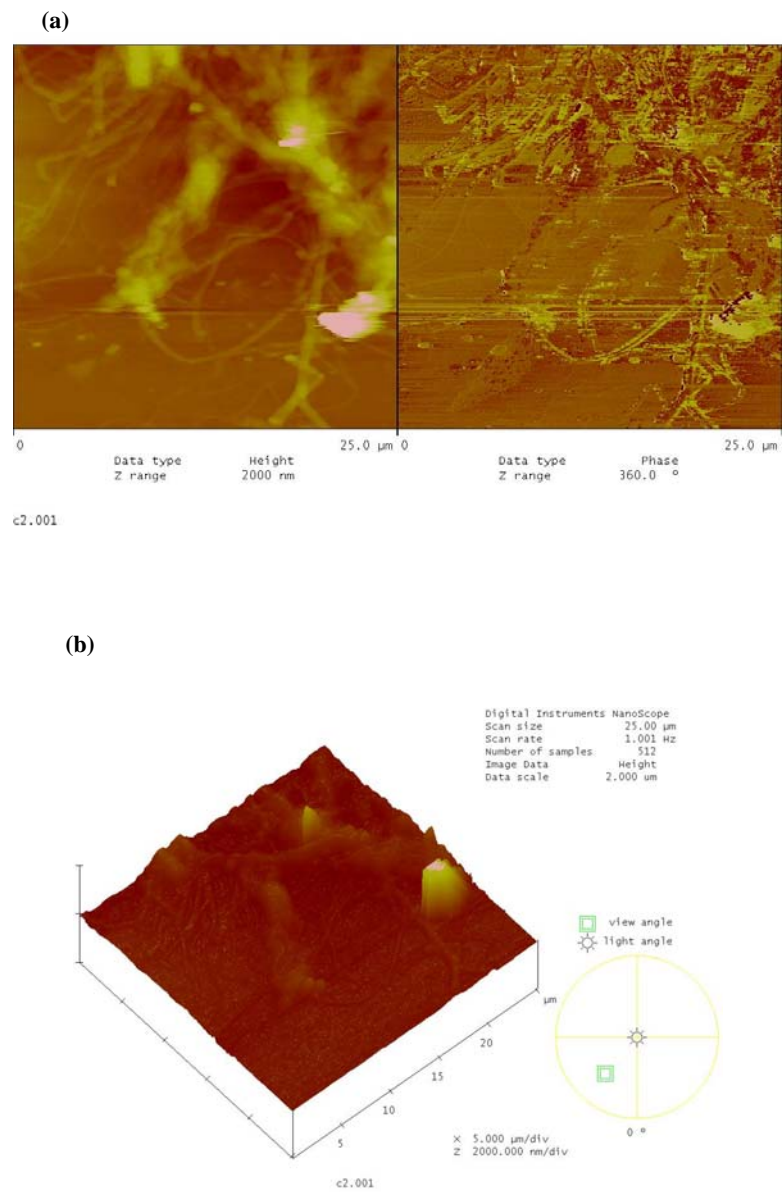 (a)
0 25.0 µm 0 25.0 µm
Data type Height Data type Phase
Z range 2000 nm Z range 360.0 º
c2.001
(b)
Digital Instruments NanoScope
Scan size 25.00 µm
Scan rate 1.001 Hz
Number of samples 512
Image Data Height
Data scale 2.000 um
view angle
light angle
µm
20
15
10
5
0 º
X 5.000 µm/div
Z 2000.000 nm/div
c2.001